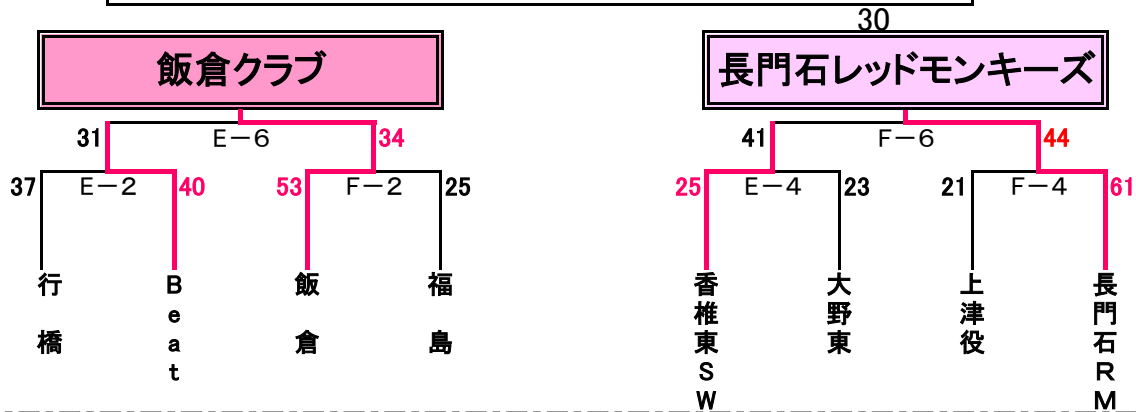 30
飯倉クラブ
長門石レッドモンキーズ
31
E－6
34
41
F－6
44
37
E－2
40
53
F－2
25
25
E－4
23
21
F－4
61
行橋
Beat
飯倉
福島
香椎東SW
大野東
上津役
長門石RM